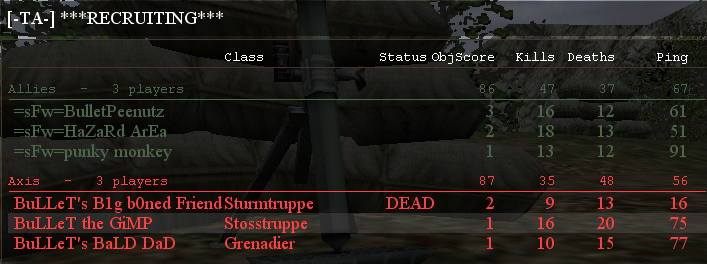 [-TA-] ***RECRUITING***
Class Status ObjScore Kills Deaths Ping
Allies - 3 players 86 47 37 67
=sFw=BulletPeenutz 3 16 12 61
=sFw=HaZaRd ArEa 2 18 13 51
=sFw=punky monkey 1 13 12 91
Axis - 3 players 87 35 48 56
BuLLeT's B1g b0ned Friend Sturmtruppe DEAD 2 9 13 16
BuLLeT the GiMP Stosstruppe 1 16 20 75
BuLLeT's BaLD DaD Grenadier 1 10 15 77